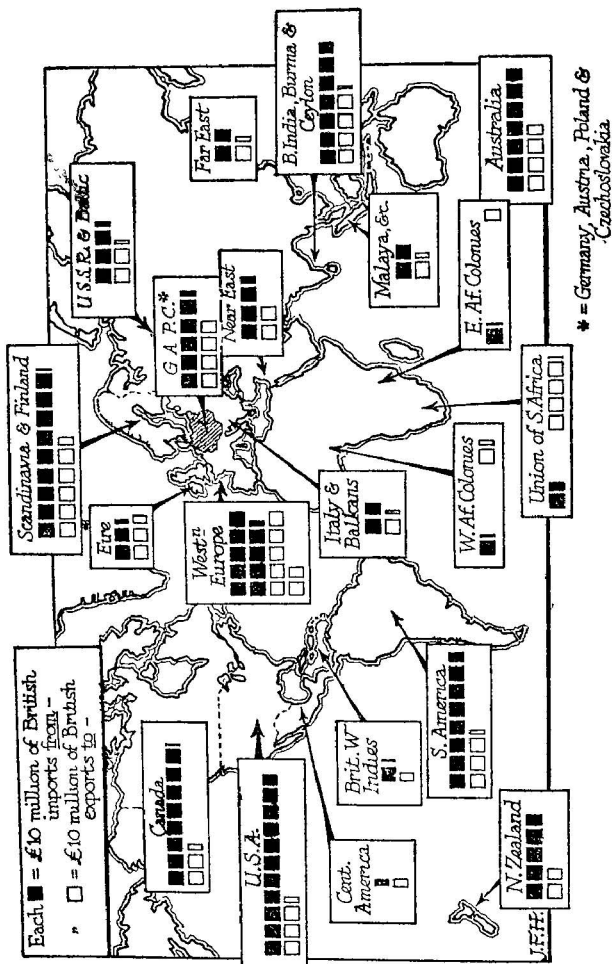 Each ■ = £10 million of British
imports from -
" □ = £10 million of British
exports to -
Canada
U.S.A.
Cent.
America
Brit. W
Indies
S. America
N. Zealand
J.F.H.
Scandinavia & Finland
Eire
Westn
Europe
Italy &
Balkans
W. Af. Colonies
Union of S. Africa
U.S.S.R. & Baltic
G.A.P.C.*
Near East
E. Af. Colonies
Far East
B. India, Burma &
Ceylon
Malaya, &c.
Australia
* = Germany, Austria, Poland &
Czechoslovakia